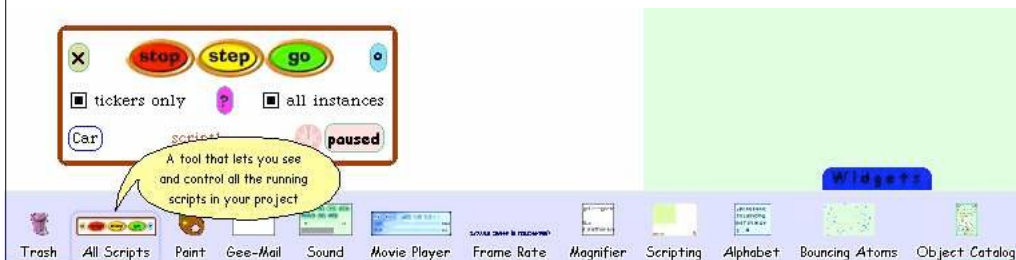 stop step go
tickers only ? all instances
Car script1 paused
A tool that lets you see
and control all the running
scripts in your project
Widgets
Trash All Scripts Paint Gee-Mail Sound Movie Player Frame Rate Magnifier Scripting Alphabet Bouncing Atoms Object Catalog